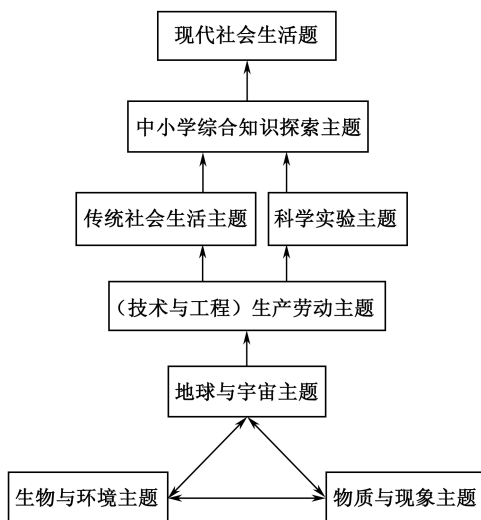 现代社会生活题
中小学综合知识探索主题
传统社会生活主题
科学实验主题
（技术与工程）生产劳动主题
地球与宇宙主题
生物与环境主题
物质与现象主题